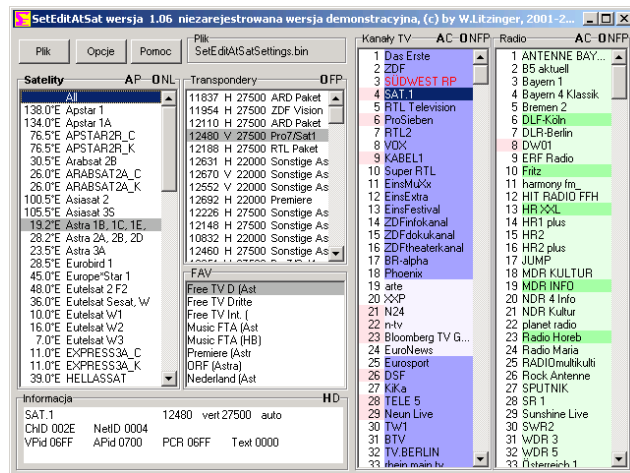 SetEditAtSat wersja 1.06 niezarejestrowana wersja demonstracyjna, (c) by W.Litzinger, 2001-2...
Plik
Opcje
Pomoc
Plik
SetEditAtSatSettings.bin
Satelity AP ONL
All
138.0°E Apstar 1
134.0°E Apstar 1A
76.5°E APSTAR2R_C
76.5°E APSTAR2R_K
30.5°E Arabsat 2B
26.0°E ARABSAT2A_C
26.0°E ARABSAT2A_K
100.5°E Asiasat 2
105.5°E Asiasat 3S
19.2°E Astra 1B, 1C, 1E,
28.2°E Astra 2A, 2B, 2D
23.5°E Astra 3A
28.5°E Eurobird 1
45.0°E Europe*Star 1
48.0°E Eutelsat 2 F2
36.0°E Eutelsat Sesat, W
10.0°E Eutelsat W1
16.0°E Eutelsat W2
7.0°E Eutelsat W3
11.0°E EXPRESS3A_C
11.0°E EXPRESS3A_K
39.0°E HELLASSAT
Transpondery OFP
11837 H 27500 ARD Paket
11954 H 27500 ZDF Vision
12110 H 27500 ARD Paket
12480 V 27500 Pro7/Sat1
12188 H 27500 RTL Paket
12631 H 22000 Sonstige As
12670 V 22000 Sonstige As
12552 V 22000 Sonstige As
12692 H 22000 Premiere
12226 H 27500 Sonstige As
12148 H 27500 Sonstige As
10832 H 22000 Sonstige As
12460 H 27500 Sonstige As
FAV
Free TV D (Ast
Free TV Dritte
Free TV Int. (
Music FTA (Ast
Music FTA (HB)
Premiere (Astr
ORF (Astra)
Nederland (Ast
Informacja HD
SAT.1 12480 vert 27500 auto
ChID 002E NetID 0004
VPid 06FF APid 0700 PCR 06FF Text 0000
Kanały TV AC ONFP
1 Das Erste
2 ZDF
3 SÜDWEST RP
4 SAT.1
5 RTL Television
6 ProSieben
7 RTL2
8 VOX
9 KABEL1
10 Super RTL
11 EinsMuXx
12 EinsExtra
13 EinsFestival
14 ZDFinfokanal
15 ZDFdokukanal
16 ZDFtheaterkanal
17 BR-alpha
18 Phoenix
19 arte
20 XXP
21 N24
22 n-tv
23 Bloomberg TV G...
24 EuroNews
25 Eurosport
26 DSF
27 KiKa
28 TELE 5
29 Neun Live
30 TW1
31 BTV
32 TV.BERLIN
33 rhein main tv
Radio AC ONFP
1 ANTENNE BAY...
2 B5 aktuell
3 Bayern 1
4 Bayern 4 Klassik
5 Bremen 2
6 DLF-Köln
7 DLR-Berlin
8 DW01
9 ERF Radio
10 Fritz
11 harmony fm_
12 HIT RADIO FFH
13 HR XXL
14 HR1 plus
15 HR2
16 HR2 plus
17 JUMP
18 MDR KULTUR
19 MDR INFO
20 NDR 4 Info
21 NDR Kultur
22 planet radio
23 Radio Horeb
24 Radio Maria
25 RADIOmultikulti
26 Rock Antenne
27 SPUTNIK
28 SR 1
29 Sunshine Live
30 SWR2
31 WDR 3
32 WDR 5
33 Österreich 1